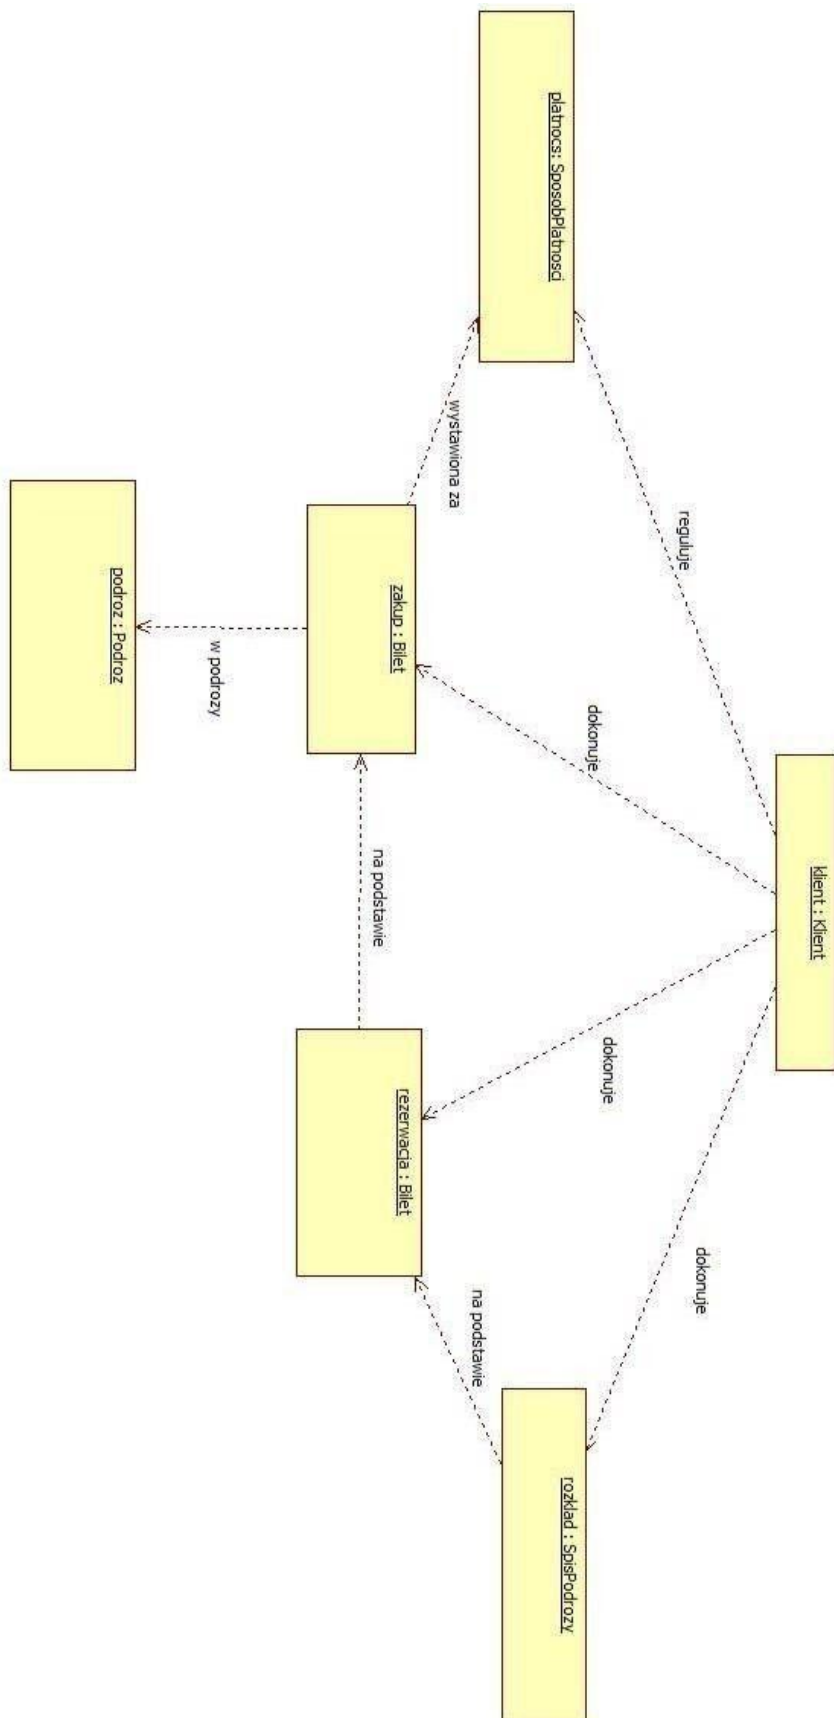 klient : Klient
reguluje
dokonuje
dokonuje
dokonuje
platnocs: SposobPlatnosci
rozklad : SpisPodrozy
wystawiona za
na podstawie
zakup : Bilet
na podstawie
rezerwacja : Bilet
w podrozy
podroz : Podroz